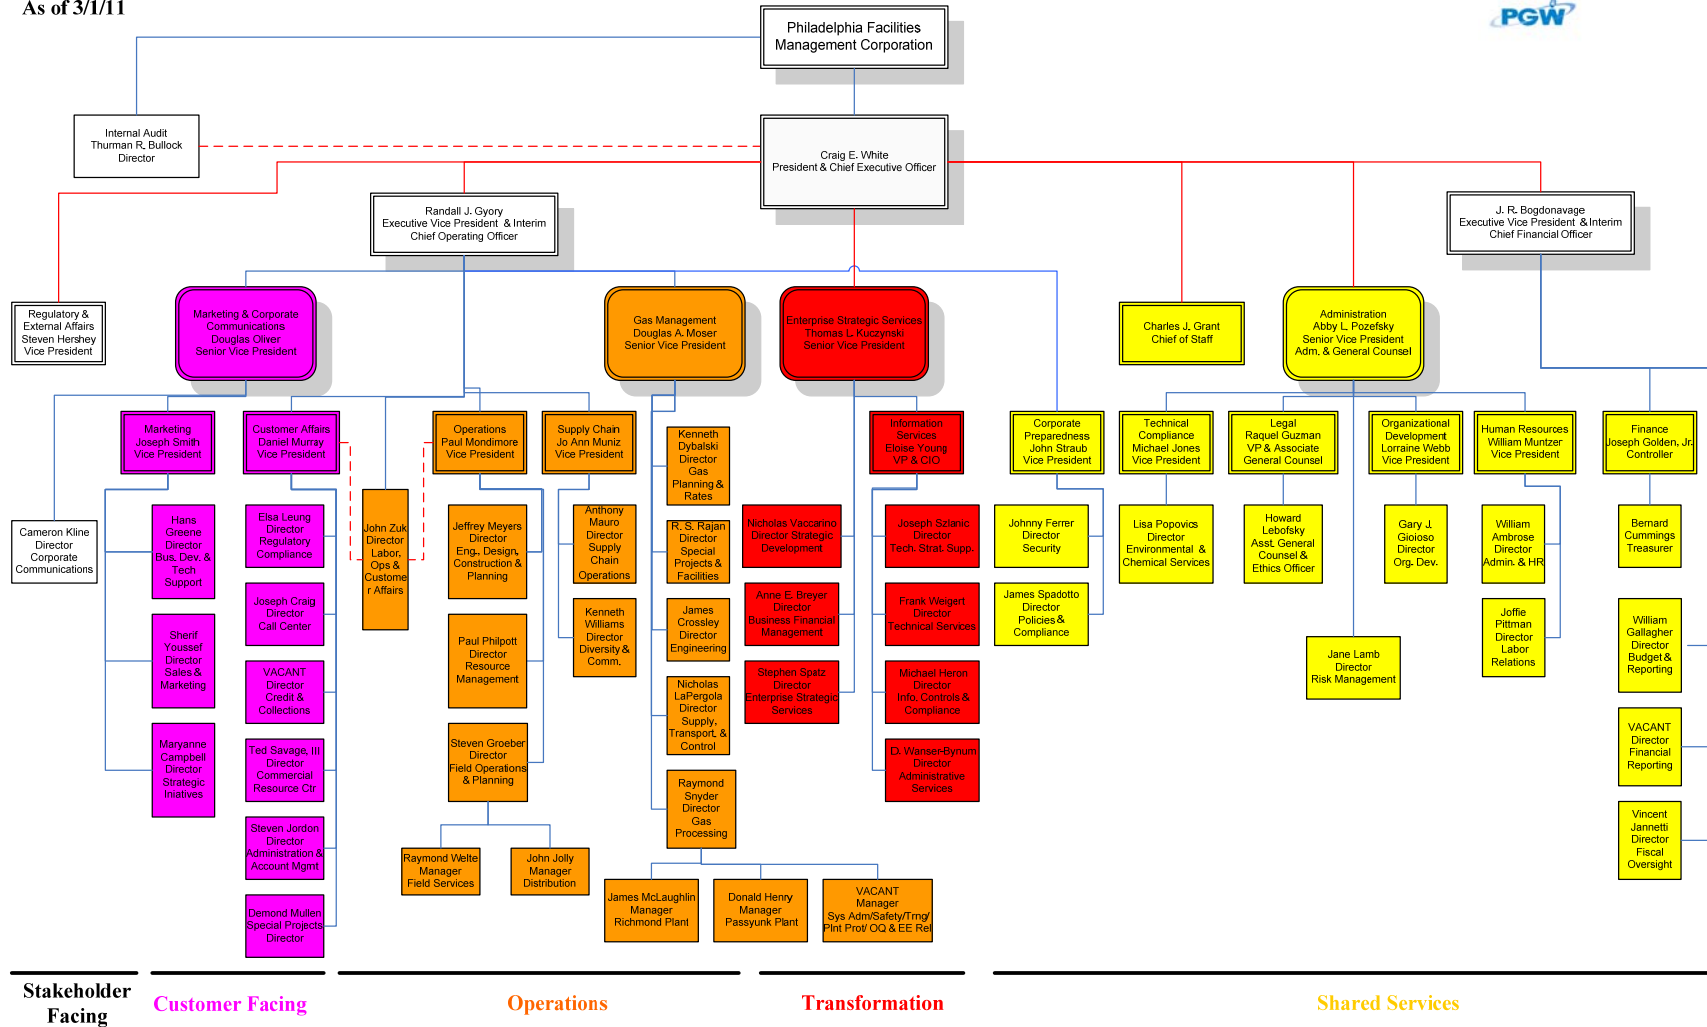 As of 3/1/11
PGW
Philadelphia Facilities
Management Corporation
Internal Audit
Thurman R. Bullock
Director
Craig E. White
President & Chief Executive Officer
Randall J. Gyory
Executive Vice President & Interim
Chief Operating Officer
J. R. Bogdonavage
Executive Vice President & Interim
Chief Financial Officer
Regulatory &
External Affairs
Steven Hershey
Vice President
Marketing & Corporate
Communications
Douglas Oliver
Senior Vice President
Gas Management
Douglas A. Moser
Senior Vice President
Enterprise Strategic Services
Thomas L. Kuczynski
Senior Vice President
Charles J. Grant
Chief of Staff
Administration
Abby L. Pozefsky
Senior Vice President
Adm. & General Counsel
Marketing
Joseph Smith
Vice President
Customer Affairs
Daniel Murray
Vice President
Operations
Paul Mondimore
Vice President
Supply Chain
Jo Ann Muniz
Vice President
Kenneth
Dybalski
Director
Gas
Planning &
Rates
Information
Services
Eloise Young
VP & CIO
Corporate
Preparedness
John Straub
Vice President
Technical
Compliance
Michael Jones
Vice President
Legal
Raquel Guzman
VP & Associate
General Counsel
Organizational
Development
Lorraine Webb
Vice President
Human Resources
William Muntzer
Vice President
Finance
Joseph Golden, Jr.
Controller
Cameron Kline
Director
Corporate
Communications
Hans
Greene
Director
Bus. Dev. &
Tech
Support
Elsa Leung
Director
Regulatory
Compliance
John Zuk
Director
Labor,
Ops &
Custome
r Affairs
Jeffrey Meyers
Director
Eng., Design,
Construction &
Planning
Anthony
Mauro
Director
Supply
Chain
Operations
R. S. Rajan
Director
Special
Projects &
Facilities
Nicholas Vaccarino
Director Strategic
Development
Joseph Szlanic
Director
Tech. Strat. Supp.
Johnny Ferrer
Director
Security
Lisa Popovics
Director
Environmental &
Chemical Services
Howard
Lebofsky
Asst. General
Counsel &
Ethics Officer
Gary J.
Gioioso
Director
Org. Dev.
William
Ambrose
Director
Admin. & HR
Bernard
Cummings
Treasurer
Joseph Craig
Director
Call Center
Sherif
Youssef
Director
Sales &
Marketing
Paul Philpott
Director
Resource
Management
Kenneth
Williams
Director
Diversity &
Comm.
James
Crossley
Director
Engineering
Anne E. Breyer
Director
Business Financial
Management
Frank Weigert
Director
Technical Services
James Spadotto
Director
Policies &
Compliance
Jane Lamb
Director
Risk Management
Joffie
Pittman
Director
Labor
Relations
William
Gallagher
Director
Budget &
Reporting
VACANT
Director
Credit &
Collections
Nicholas
LaPergola
Director
Supply,
Transport. &
Control
Stephen Spatz
Director
Enterprise Strategic
Services
Michael Heron
Director
Info. Controls &
Compliance
Maryanne
Campbell
Director
Strategic
Iniatives
Ted Savage, III
Director
Commercial
Resource Ctr
Steven Groeber
Director
Field Operations
& Planning
Raymond
Snyder
Director
Gas
Processing
D. Wanser-Bynum
Director
Administrative
Services
VACANT
Director
Financial
Reporting
Steven Jordon
Director
Administration &
Account Mgmt
Raymond Welte
Manager
Field Services
John Jolly
Manager
Distribution
Vincent
Jannetti
Director
Fiscal
Oversight
Demond Mullen
Special Projects
Director
James McLaughlin
Manager
Richmond Plant
Donald Henry
Manager
Passyunk Plant
VACANT
Manager
Sys Adm/Safety/Trng/
Plnt Prot/ OQ & EE Rel
Stakeholder
Facing
Customer Facing
Operations
Transformation
Shared Services